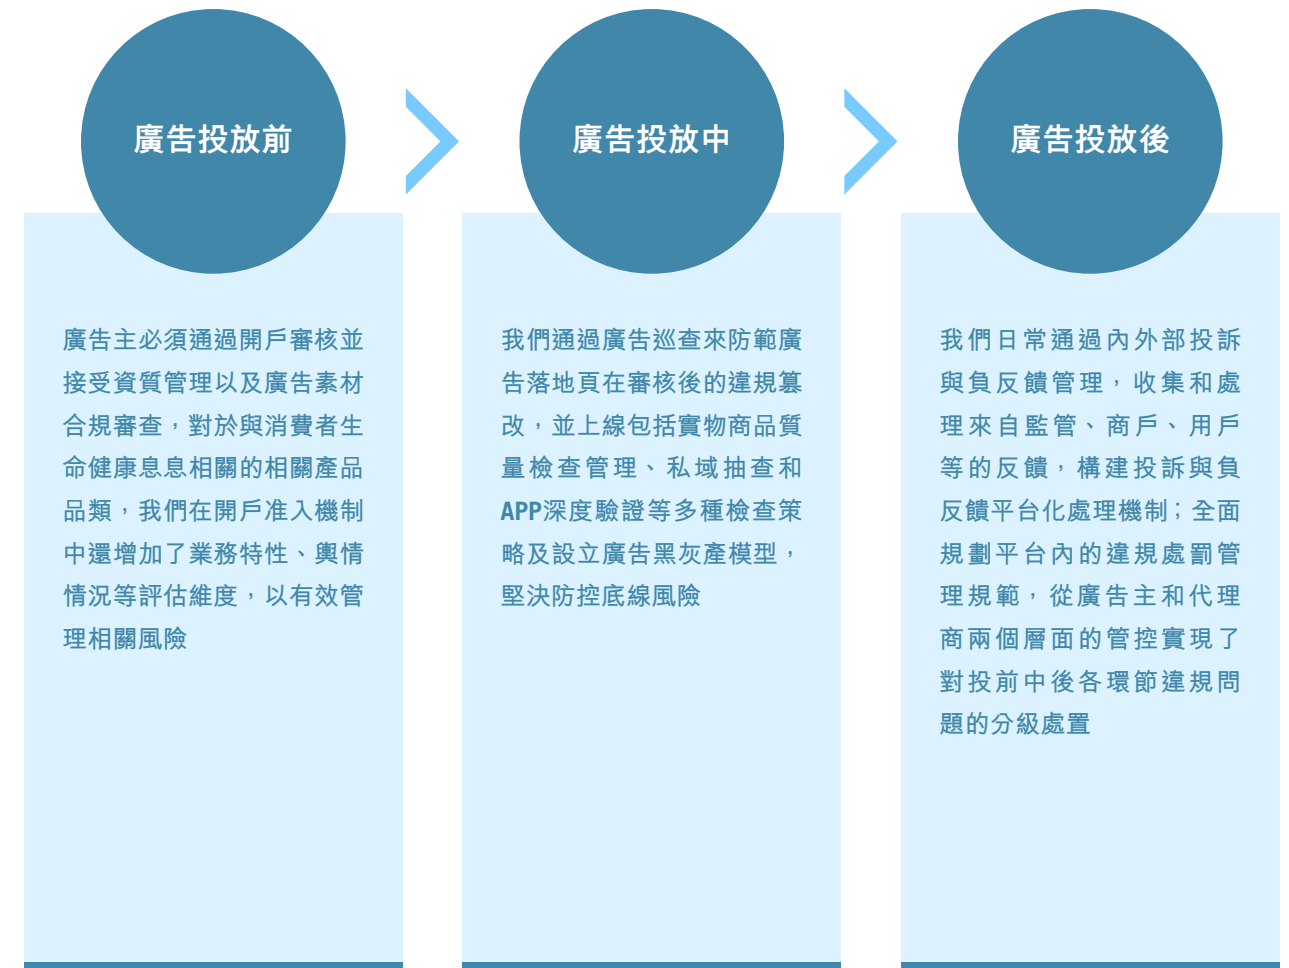 廣告投放前
廣告主必須通過開戶審核並
接受資質管理以及廣告素材
合規審查，對於與消費者生
命健康息息相關的相關產品
品類，我們在開戶准入機制
中還增加了業務特性、輿情
情況等評估維度，以有效管
理相關風險
廣告投放中
我們通過廣告巡查來防範廣
告落地頁在審核後的違規篡
改，並上線包括實物商品質
量檢查管理、私域抽查和
APP深度驗證等多種檢查策
略及設立廣告黑灰產模型，
堅決防控底線風險
廣告投放後
我們日常通過內外部投訴
與負反饋管理，收集和處
理來自監管、商戶、用戶
等的反饋，構建投訴與負
反饋平台化處理機制；全面
規劃平台內的違規處罰管
理規範，從廣告主和代理
商兩個層面的管控實現了
對投前中後各環節違規問
題的分級處置